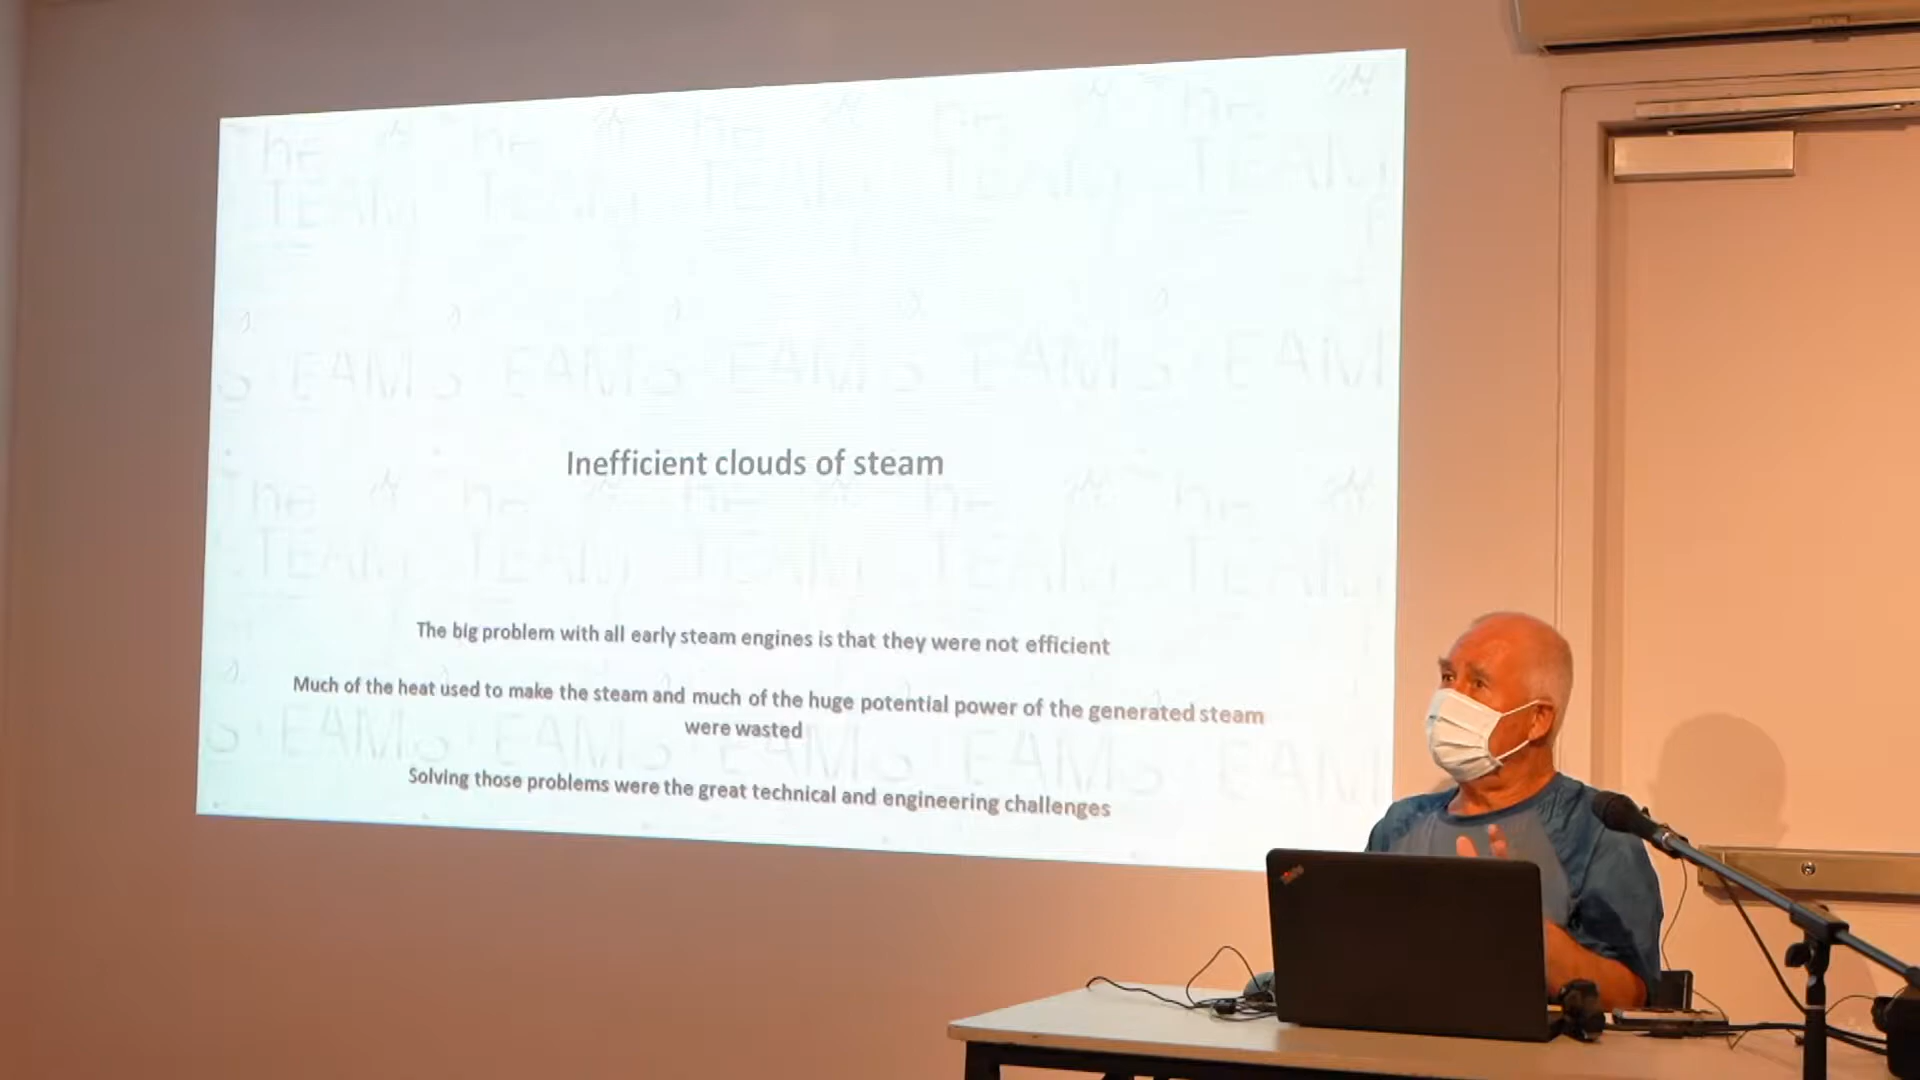 Inefficient clouds of steam
The big problem with all early steam engines is that they were not efficient
Much of the heat used to make the steam and much of the huge potential power of the generated steam
were wasted
Solving those problems were the great technical and engineering challenges